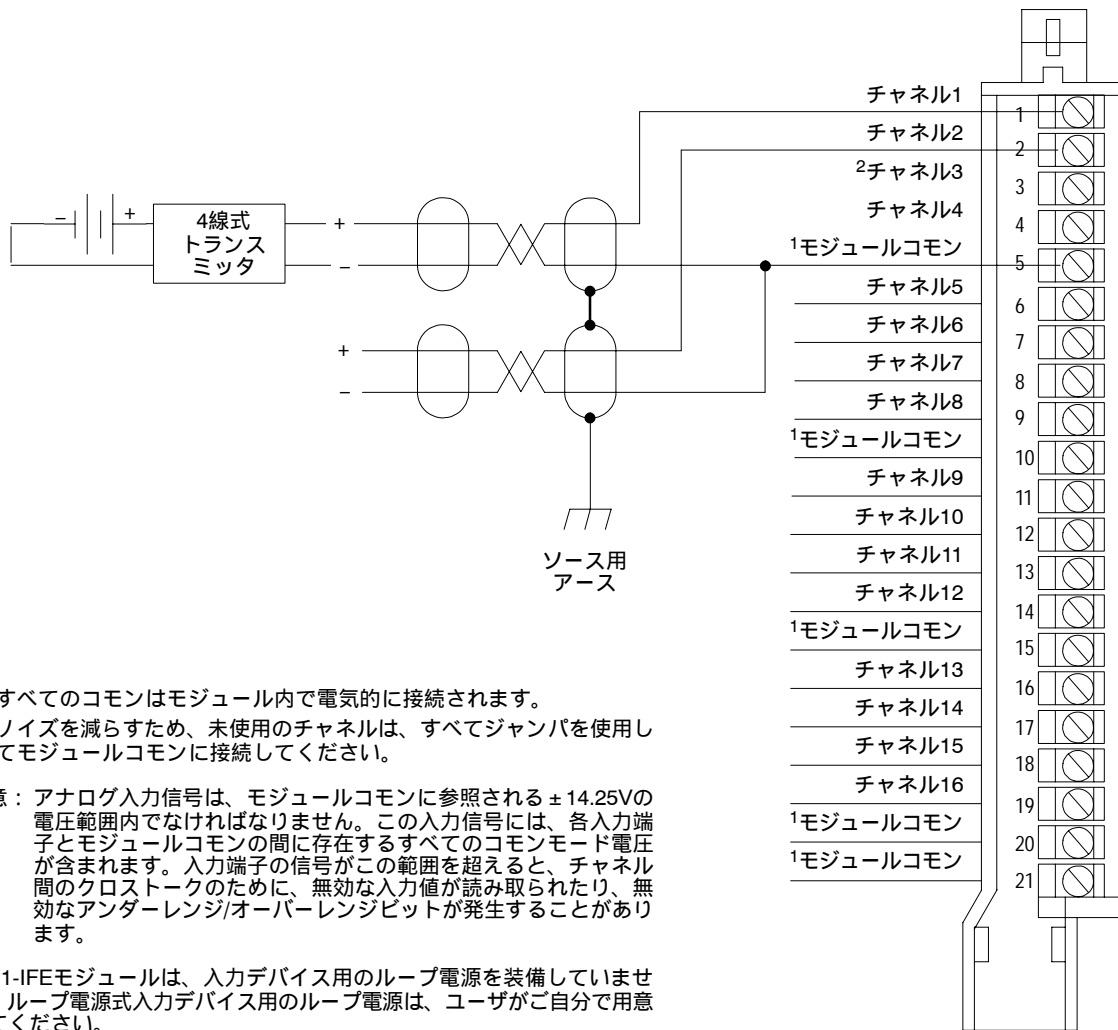 チャネル1
チャネル2
2チャネル3
チャネル4
1モジュールコモン
チャネル5
チャネル6
チャネル7
チャネル8
1モジュールコモン
チャネル9
チャネル10
チャネル11
チャネル12
1モジュールコモン
チャネル13
チャネル14
チャネル15
チャネル16
1モジュールコモン
1モジュールコモン
1
2
3
4
5
6
7
8
9
10
11
12
13
14
15
16
17
18
19
20
21
− +
4線式
トランス
ミッタ
+
−
+
−
ソース用
アース
すべてのコモンはモジュール内で電気的に接続されます。
ノイズを減らすため、未使用のチャネルは、すべてジャンパを使用し
てモジュールコモンに接続してください。
意： アナログ入力信号は、モジュールコモンに参照される±14.25Vの
電圧範囲内でなければなりません。この入力信号には、各入力端
子とモジュールコモンの間に存在するすべてのコモンモード電圧
が含まれます。入力端子の信号がこの範囲を超えると、チャネル
間のクロストークのために、無効な入力値が読み取られたり、無
効なアンダーレンジ/オーバーレンジビットが発生することがあり
ます。
1-IFEモジュールは、入力デバイス用のループ電源を装備していませ
ループ電源式入力デバイス用のループ電源は、ユーザがご自分で用意
てください。